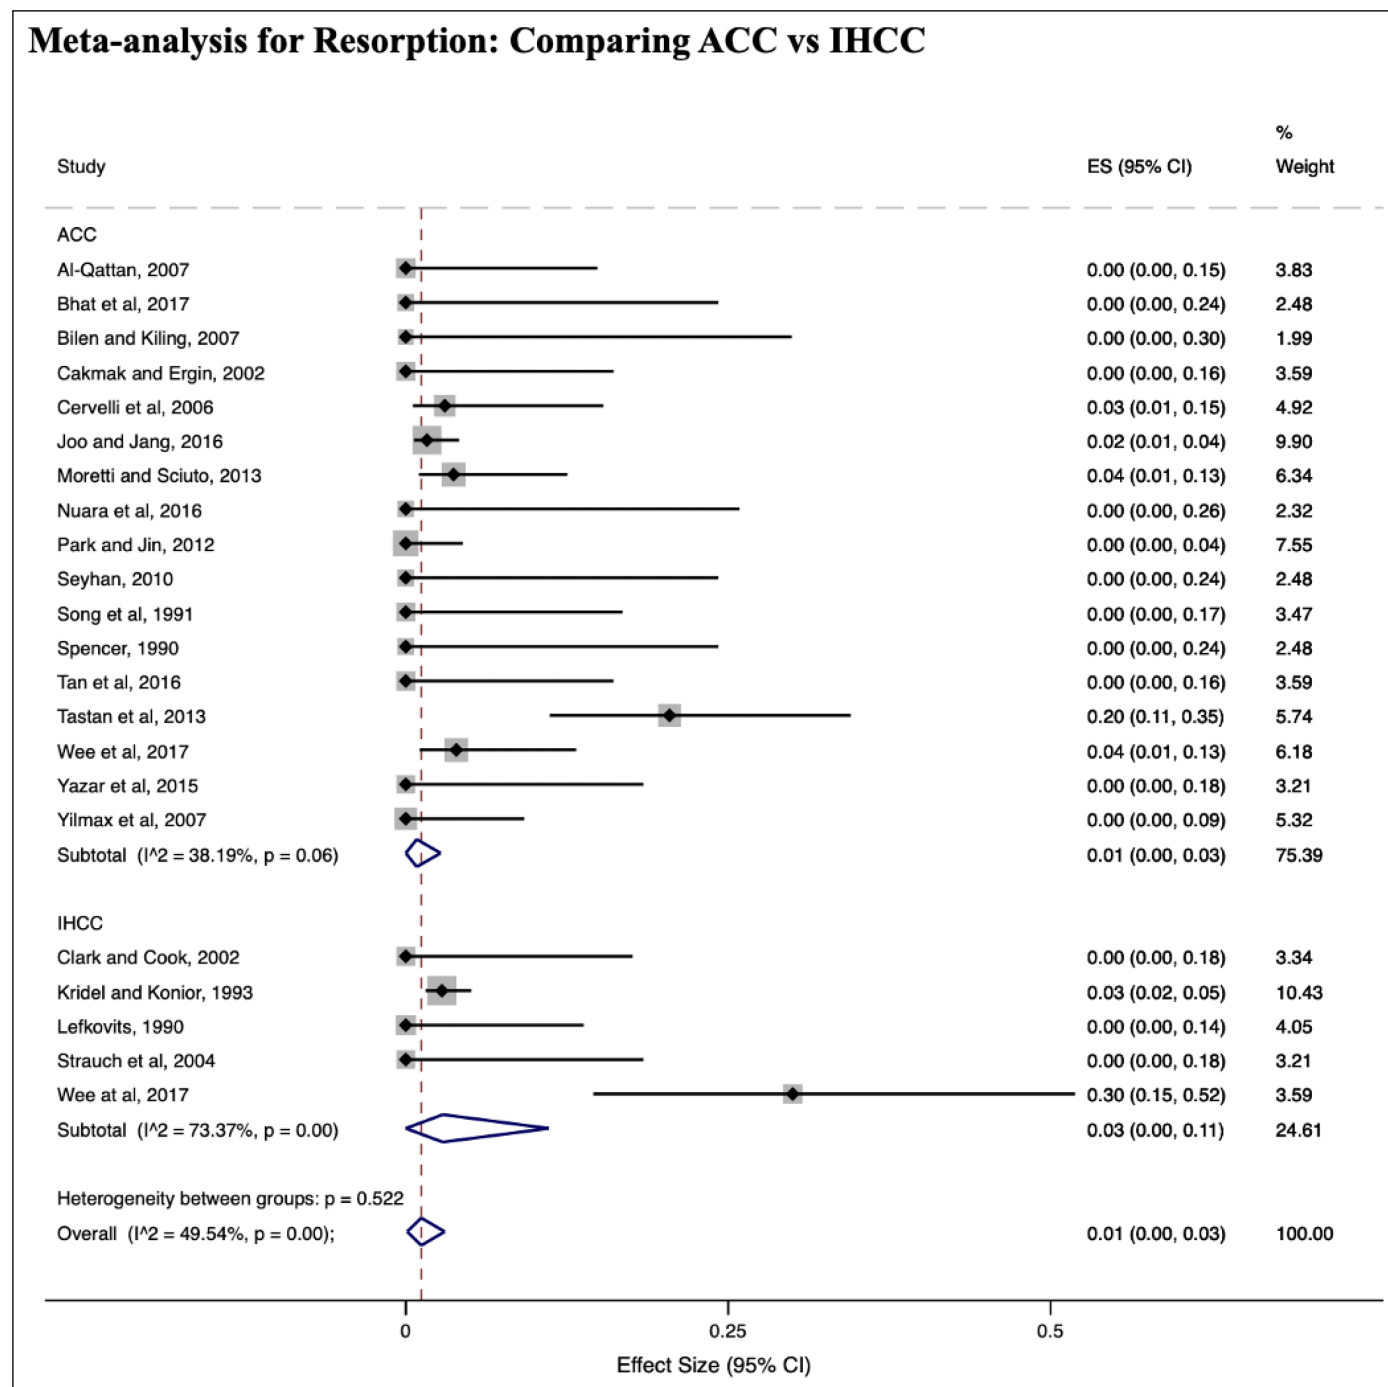 Meta-analysis for Resorption: Comparing ACC vs IHCC
%
Study ES (95% CI) Weight
ACC
Al-Qattan, 2007 0.00 (0.00, 0.15) 3.83
Bhat et al, 2017 0.00 (0.00, 0.24) 2.48
Bilen and Kiling, 2007 0.00 (0.00, 0.30) 1.99
Cakmak and Ergin, 2002 0.00 (0.00, 0.16) 3.59
Cervelli et al, 2006 0.03 (0.01, 0.15) 4.92
Joo and Jang, 2016 0.02 (0.01, 0.04) 9.90
Moretti and Sciuto, 2013 0.04 (0.01, 0.13) 6.34
Nuara et al, 2016 0.00 (0.00, 0.26) 2.32
Park and Jin, 2012 0.00 (0.00, 0.04) 7.55
Seyhan, 2010 0.00 (0.00, 0.24) 2.48
Song et al, 1991 0.00 (0.00, 0.17) 3.47
Spencer, 1990 0.00 (0.00, 0.24) 2.48
Tan et al, 2016 0.00 (0.00, 0.16) 3.59
Tastan et al, 2013 0.20 (0.11, 0.35) 5.74
Wee et al, 2017 0.04 (0.01, 0.13) 6.18
Yazar et al, 2015 0.00 (0.00, 0.18) 3.21
Yilmax et al, 2007 0.00 (0.00, 0.09) 5.32
Subtotal (I^2 = 38.19%, p = 0.06) 0.01 (0.00, 0.03) 75.39
IHCC
Clark and Cook, 2002 0.00 (0.00, 0.18) 3.34
Kridel and Konior, 1993 0.03 (0.02, 0.05) 10.43
Lefkovits, 1990 0.00 (0.00, 0.14) 4.05
Strauch et al, 2004 0.00 (0.00, 0.18) 3.21
Wee at al, 2017 0.30 (0.15, 0.52) 3.59
Subtotal (I^2 = 73.37%, p = 0.00) 0.03 (0.00, 0.11) 24.61
Heterogeneity between groups: p = 0.522
Overall (I^2 = 49.54%, p = 0.00); 0.01 (0.00, 0.03) 100.00
0 0.25 0.5
Effect Size (95% CI)